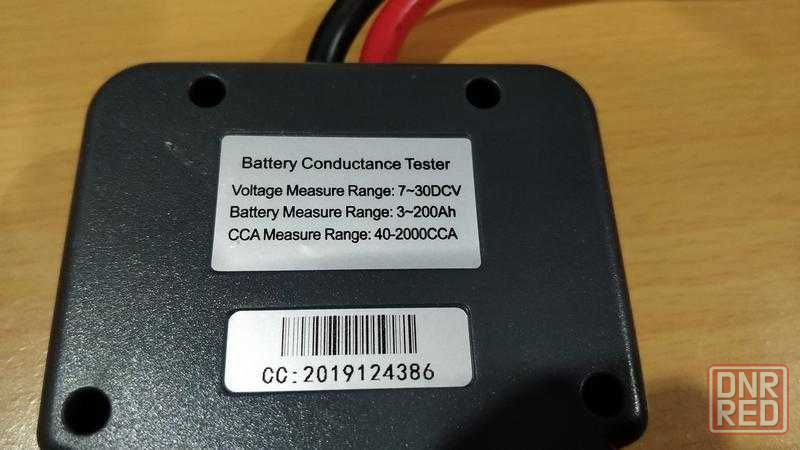 Battery Conductance Tester
Voltage Measure Range: 7~30DCV
Battery Measure Range: 3~200Ah
CCA Measure Range: 40-2000CCA
CC:2019124386
DNR
RED